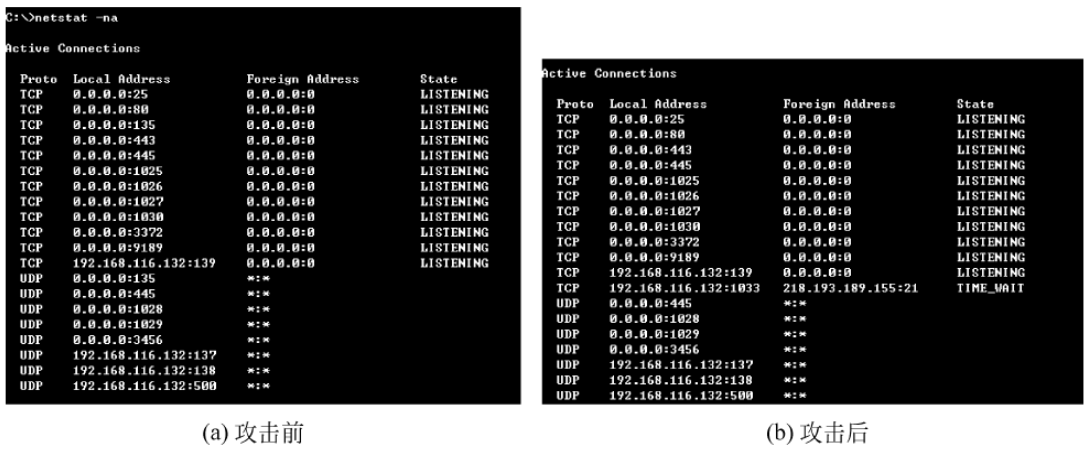 C:\>netstat -na
Active Connections
Proto Local Address Foreign Address State
TCP 0.0.0.0:25 0.0.0.0:0 LISTENING
TCP 0.0.0.0:80 0.0.0.0:0 LISTENING
TCP 0.0.0.0:135 0.0.0.0:0 LISTENING
TCP 0.0.0.0:443 0.0.0.0:0 LISTENING
TCP 0.0.0.0:445 0.0.0.0:0 LISTENING
TCP 0.0.0.0:1025 0.0.0.0:0 LISTENING
TCP 0.0.0.0:1026 0.0.0.0:0 LISTENING
TCP 0.0.0.0:1027 0.0.0.0:0 LISTENING
TCP 0.0.0.0:1030 0.0.0.0:0 LISTENING
TCP 0.0.0.0:3372 0.0.0.0:0 LISTENING
TCP 0.0.0.0:9189 0.0.0.0:0 LISTENING
TCP 192.168.116.132:139 0.0.0.0:0 LISTENING
UDP 0.0.0.0:135 *:*
UDP 0.0.0.0:445 *:*
UDP 0.0.0.0:1028 *:*
UDP 0.0.0.0:1029 *:*
UDP 0.0.0.0:3456 *:*
UDP 192.168.116.132:137 *:*
UDP 192.168.116.132:138 *:*
UDP 192.168.116.132:500 *:*
(a) 攻击前
Active Connections
Proto Local Address Foreign Address State
TCP 0.0.0.0:25 0.0.0.0:0 LISTENING
TCP 0.0.0.0:80 0.0.0.0:0 LISTENING
TCP 0.0.0.0:443 0.0.0.0:0 LISTENING
TCP 0.0.0.0:445 0.0.0.0:0 LISTENING
TCP 0.0.0.0:1025 0.0.0.0:0 LISTENING
TCP 0.0.0.0:1026 0.0.0.0:0 LISTENING
TCP 0.0.0.0:1027 0.0.0.0:0 LISTENING
TCP 0.0.0.0:1030 0.0.0.0:0 LISTENING
TCP 0.0.0.0:3372 0.0.0.0:0 LISTENING
TCP 0.0.0.0:9189 0.0.0.0:0 LISTENING
TCP 192.168.116.132:139 0.0.0.0:0 LISTENING
TCP 192.168.116.132:1033 218.193.189.155:21 TIME_WAIT
UDP 0.0.0.0:445 *:*
UDP 0.0.0.0:1028 *:*
UDP 0.0.0.0:1029 *:*
UDP 0.0.0.0:3456 *:*
UDP 192.168.116.132:137 *:*
UDP 192.168.116.132:138 *:*
UDP 192.168.116.132:500 *:*
(b) 攻击后